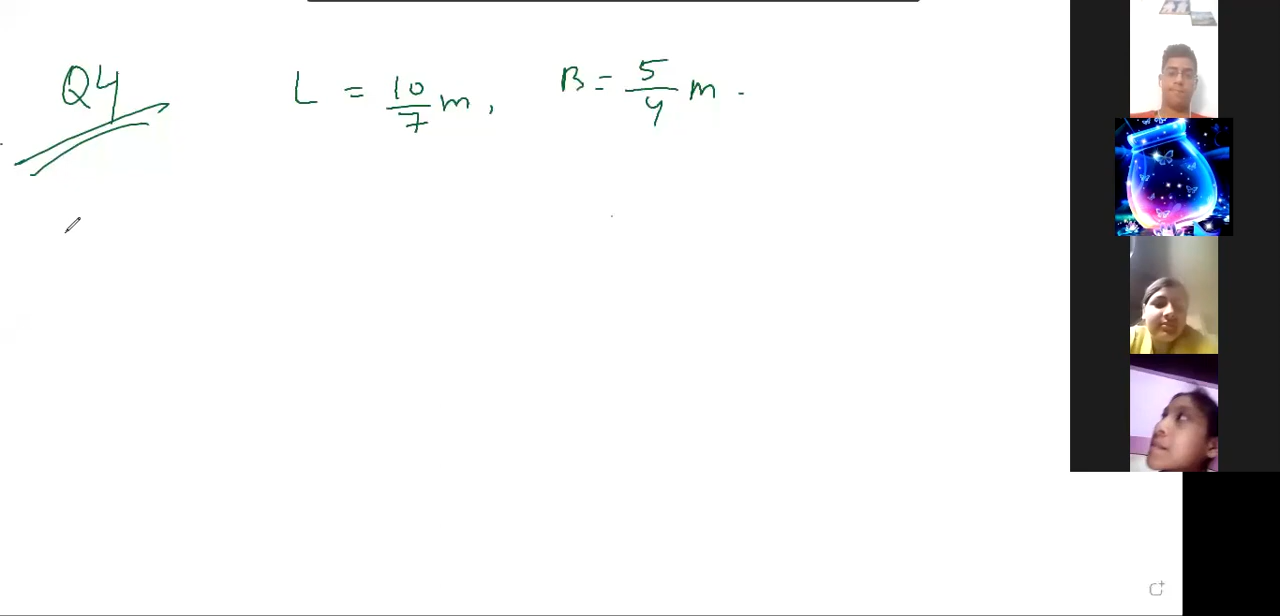 Q4 L = 10/7 m, B = 5/4 m.